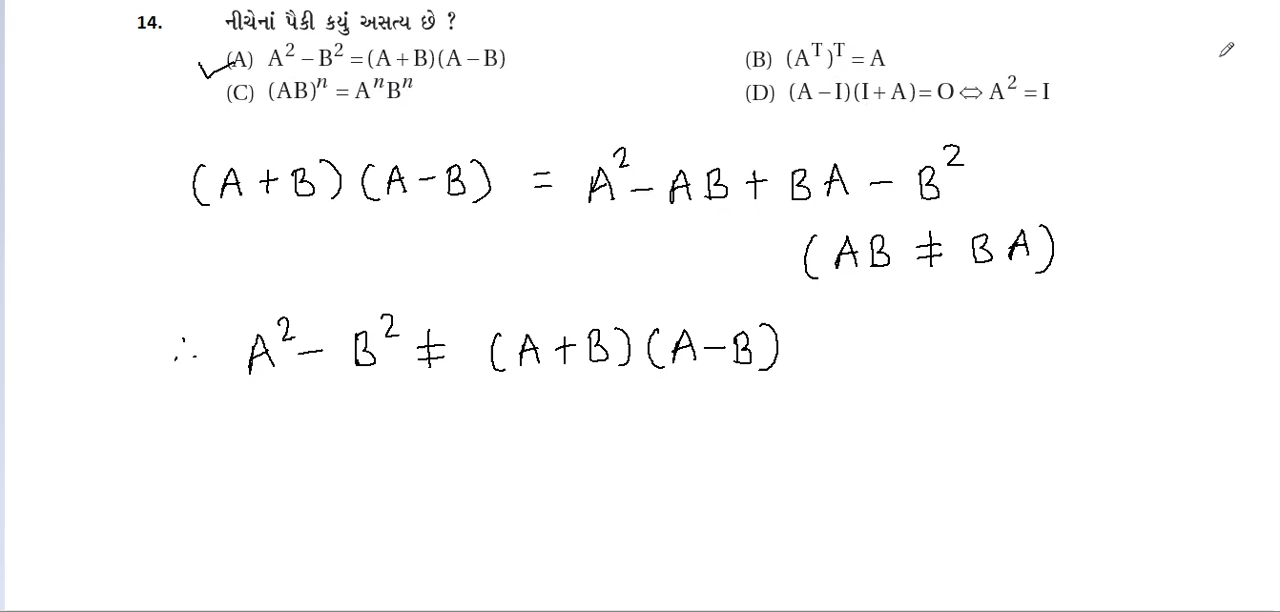 14. નીચેનાં પૈકી કયું અસત્ય છે ?
(A) A² − B² = (A + B)(A − B) (B) (Aᵀ)ᵀ = A
(C) (AB)ⁿ = AⁿBⁿ (D) (A − I)(I + A) = O ⇔ A² = I
(A + B) (A − B) = A² − AB + BA − B²
(AB ≠ BA)
∴ A² − B² ≠ (A + B) (A − B)